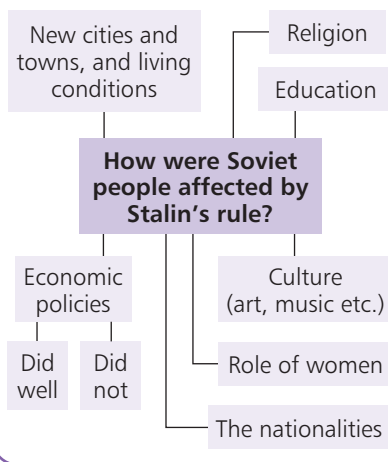 New cities and
towns, and living
conditions
Religion
Education
How were Soviet
people affected by
Stalin's rule?
Economic
policies
Did
well
Did
not
Culture
(art, music etc.)
Role of women
The nationalities